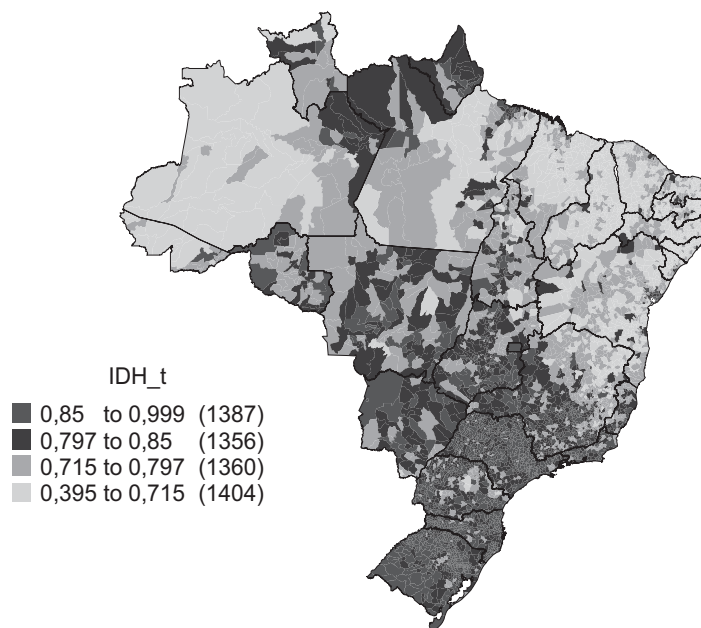 IDH_t
0,85 to 0,999 (1387)
0,797 to 0,85 (1356)
0,715 to 0,797 (1360)
0,395 to 0,715 (1404)